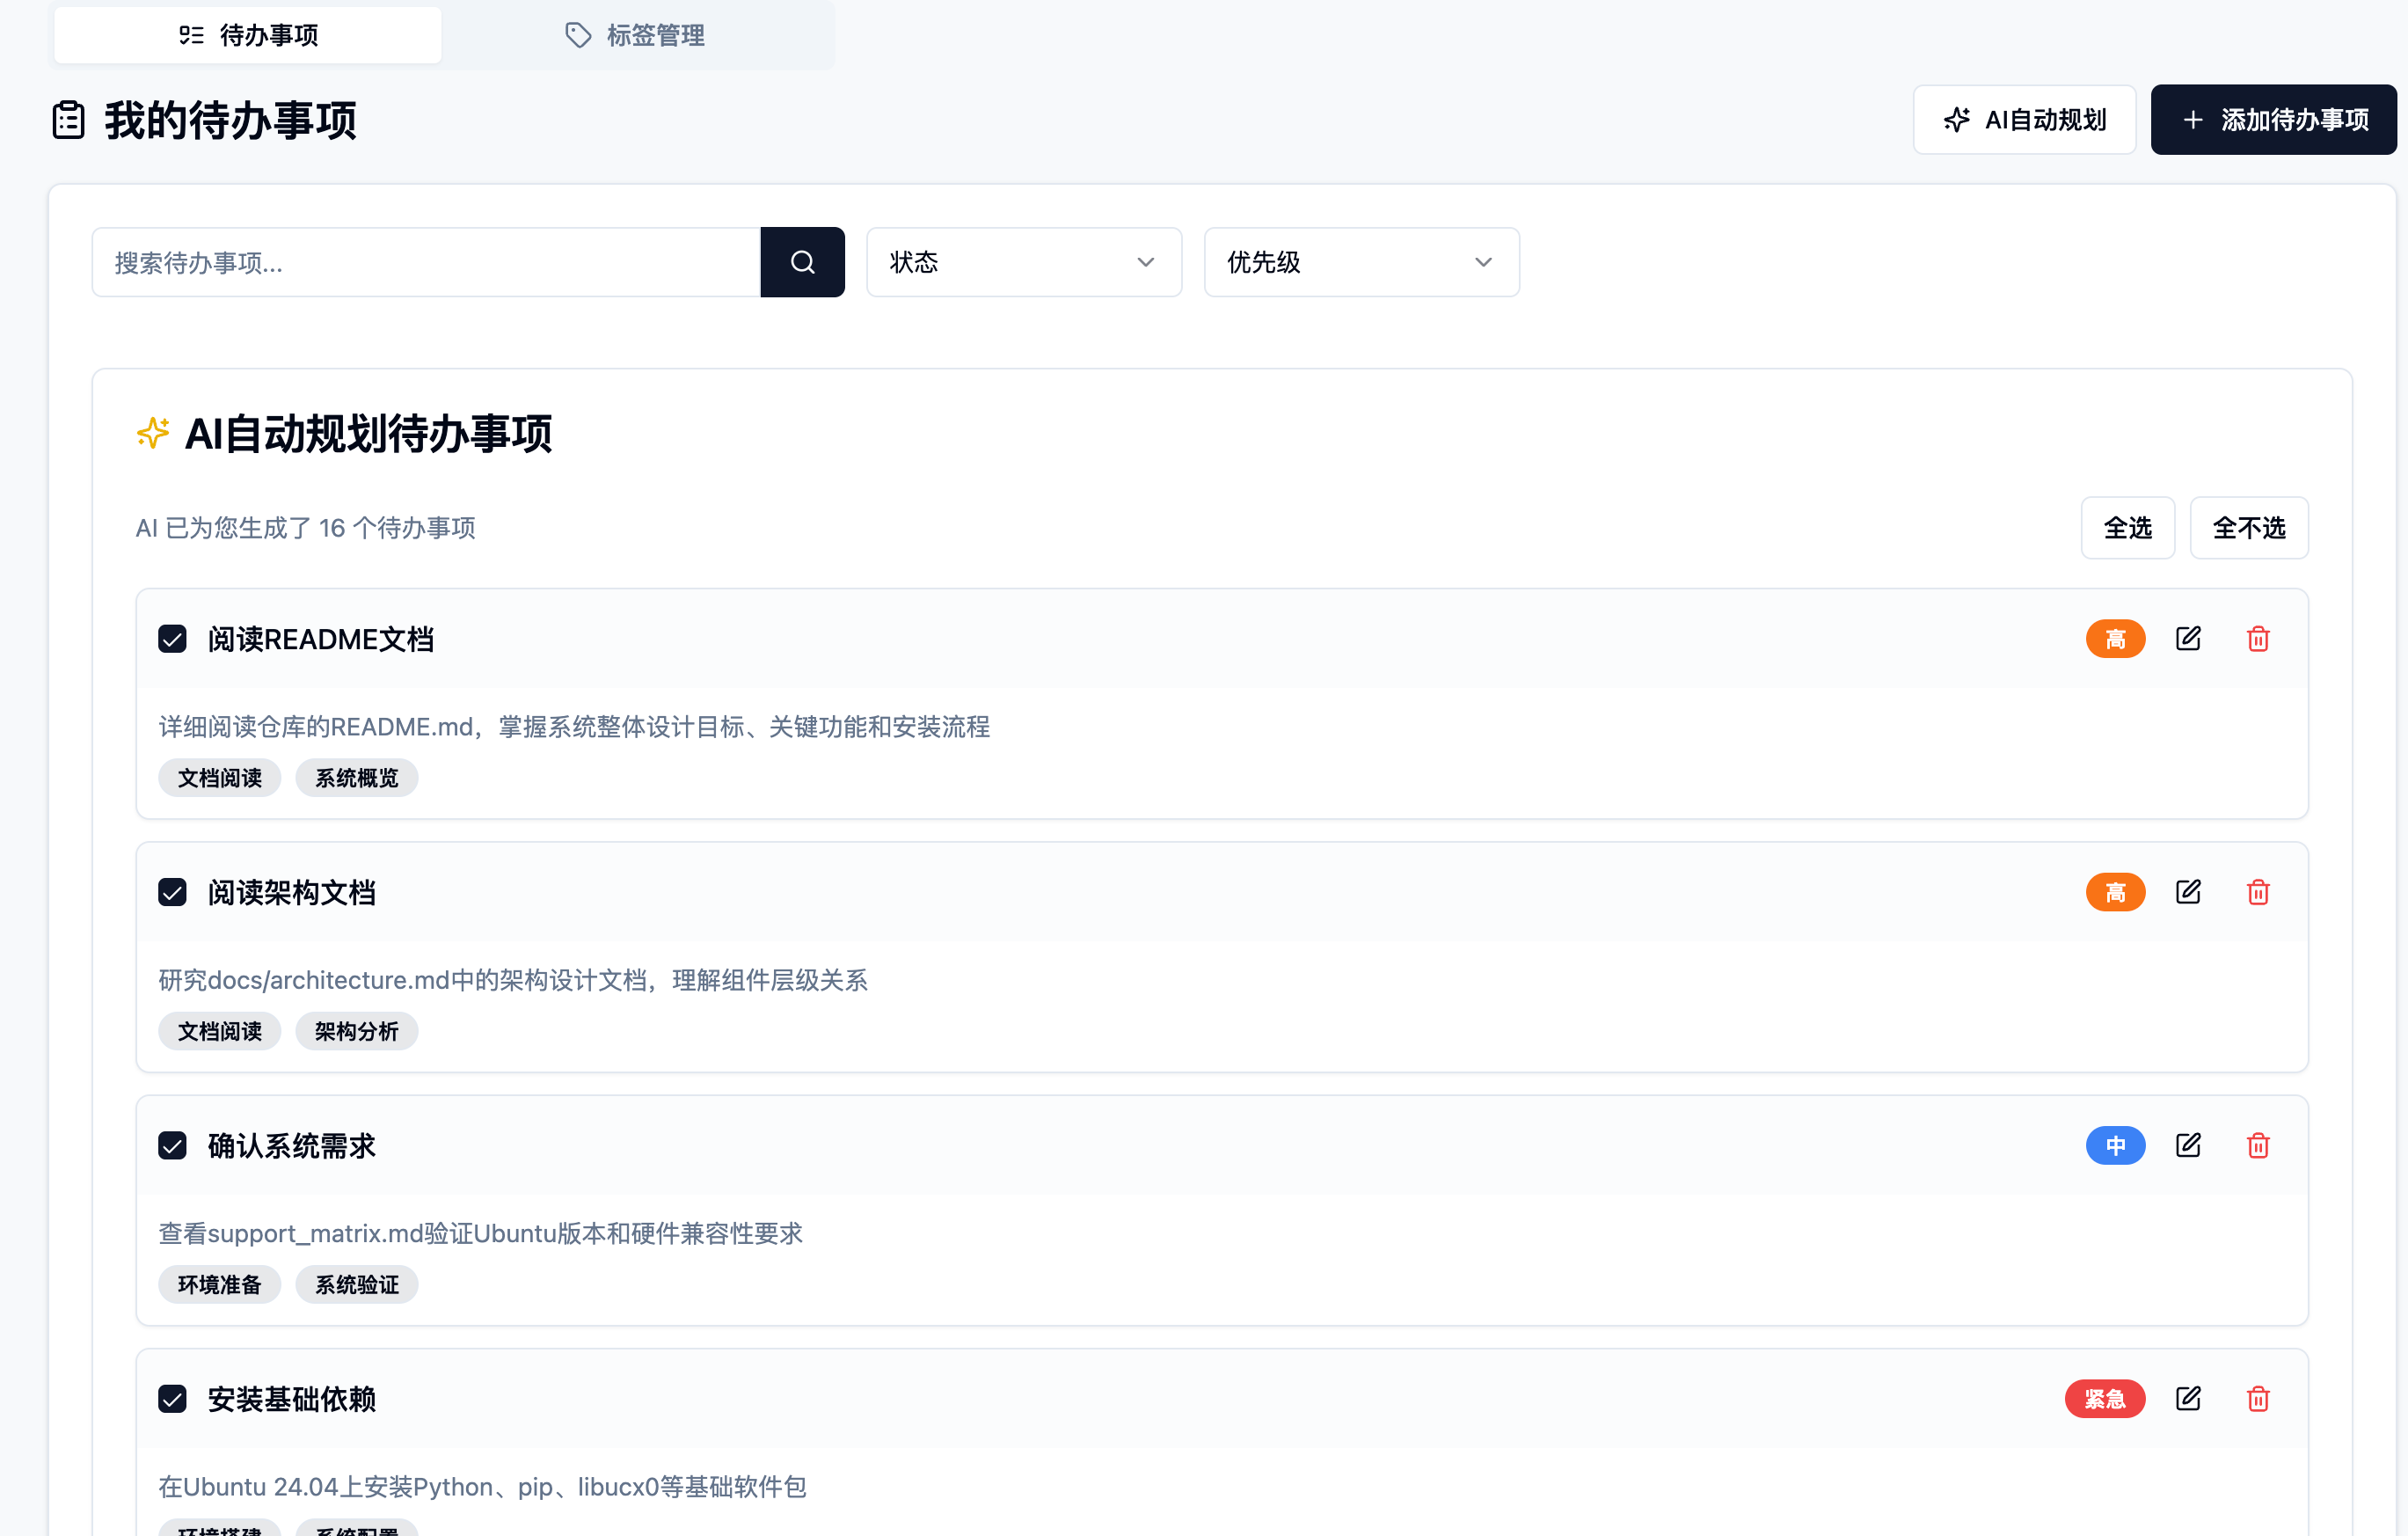 待办事项 标签管理
我的待办事项 AI自动规划 添加待办事项
搜索待办事项... 状态 优先级
AI自动规划待办事项
AI 已为您生成了 16 个待办事项 全选 全不选
阅读README文档 高
详细阅读仓库的README.md，掌握系统整体设计目标、关键功能和安装流程
文档阅读 系统概览
阅读架构文档 高
研究docs/architecture.md中的架构设计文档，理解组件层级关系
文档阅读 架构分析
确认系统需求 中
查看support_matrix.md验证Ubuntu版本和硬件兼容性要求
环境准备 系统验证
安装基础依赖 紧急
在Ubuntu 24.04上安装Python、pip、libucx0等基础软件包
环境搭建 系统配置